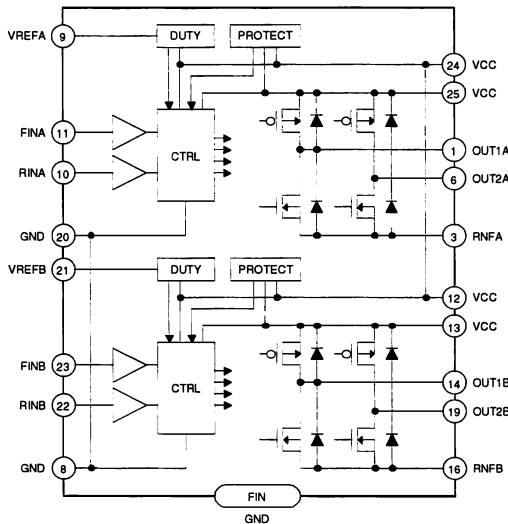 VREFA 9 DUTY PROTECT
24 VCC
25 VCC
FINA 11
CTRL
1 OUT1A
RINA 10
6 OUT2A
GND 20
3 RNFA
VREFB 21 DUTY PROTECT
12 VCC
13 VCC
FINB 23
CTRL
14 OUT1B
RINB 22
19 OUT2B
GND 8
16 RNFB
FIN
GND